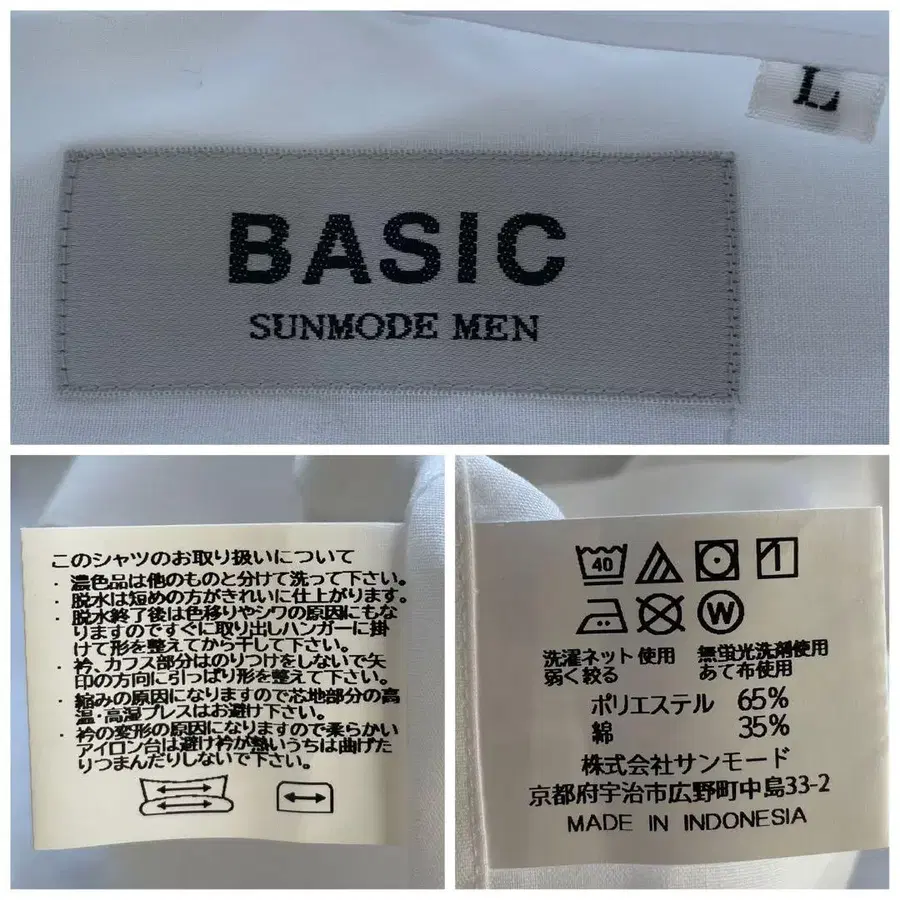 BASIC
SUNMODE MEN
L
このシャツのお取り扱いについて
・濃色品は他のものと分けて洗って下さい。
・脱水は短めの方がきれいに仕上がります。
・脱水終了後は色移りやシワの原因にもな
りますのですぐに取り出しハンガーに掛
けて形を整えてから干して下さい。
・衿、カフス部分はのりつけをしないで矢
印の方向に引っぱり形を整えて下さい。
・縮みの原因になりますので芯地部分の高
温・高湿プレスはお避け下さい。
・衿の変形の原因になりますので柔らかい
アイロン台は避け衿が熱いうちは曲げた
りつまんだりしないで下さい。
40
W
洗濯ネット使用 無蛍光洗剤使用
弱く絞る あて布使用
ポリエステル 65%
綿 35%
株式会社サンモード
京都府宇治市広野町中島33-2
MADE IN INDONESIA